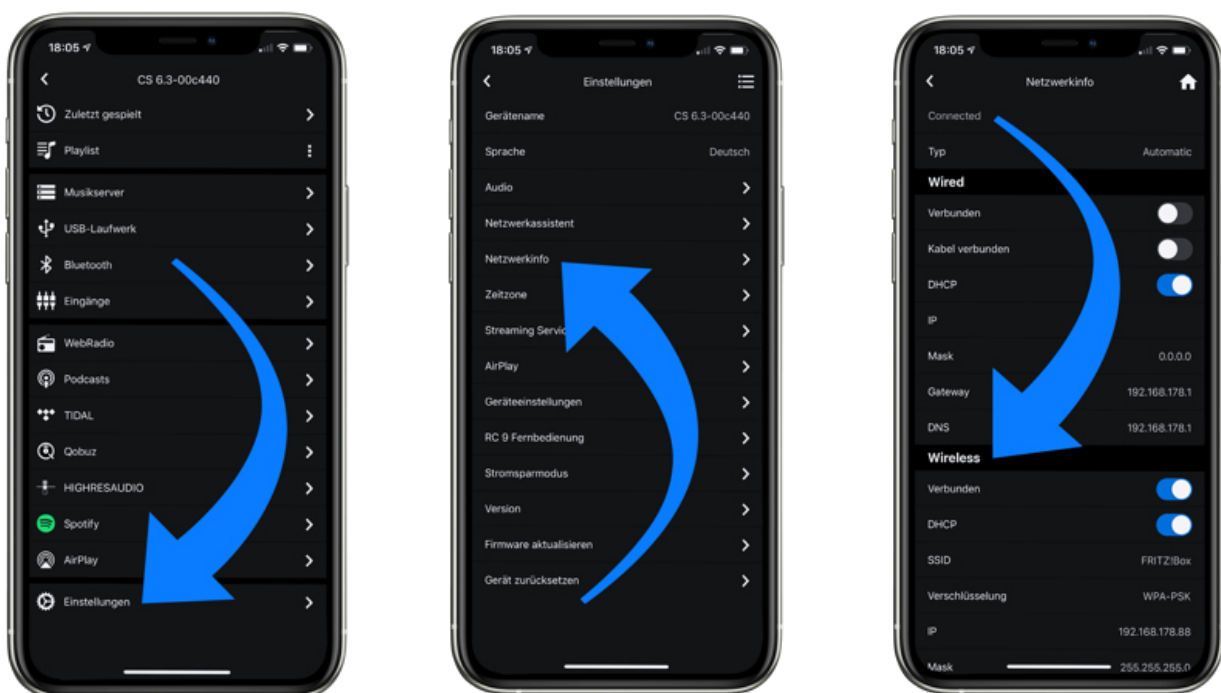 18:05
CS 6.3-00c440
Zuletzt gespielt
Playlist
Musikserver
USB-Laufwerk
Bluetooth
Eingänge
WebRadio
Podcasts
TIDAL
Qobuz
HIGHRESAUDIO
Spotify
AirPlay
Einstellungen
18:05
Einstellungen
Gerätename CS 6.3-00c440
Sprache Deutsch
Audio
Netzwerkassistent
Netzwerkinfo
Zeitzone
Streaming Servic
AirPlay
Geräteeinstellungen
RC 9 Fernbedienung
Stromsparmodus
Version
Firmware aktualisieren
Gerät zurücksetzen
18:05
Netzwerkinfo
Connected
Typ Automatic
Wired
Verbunden
Kabel verbunden
DHCP
IP
Mask 0.0.0.0
Gateway 192.168.178.1
DNS 192.168.178.1
Wireless
Verbunden
DHCP
SSID FRITZ!Box
Verschlüsselung WPA-PSK
IP 192.168.178.88
Mask 255.255.255.0